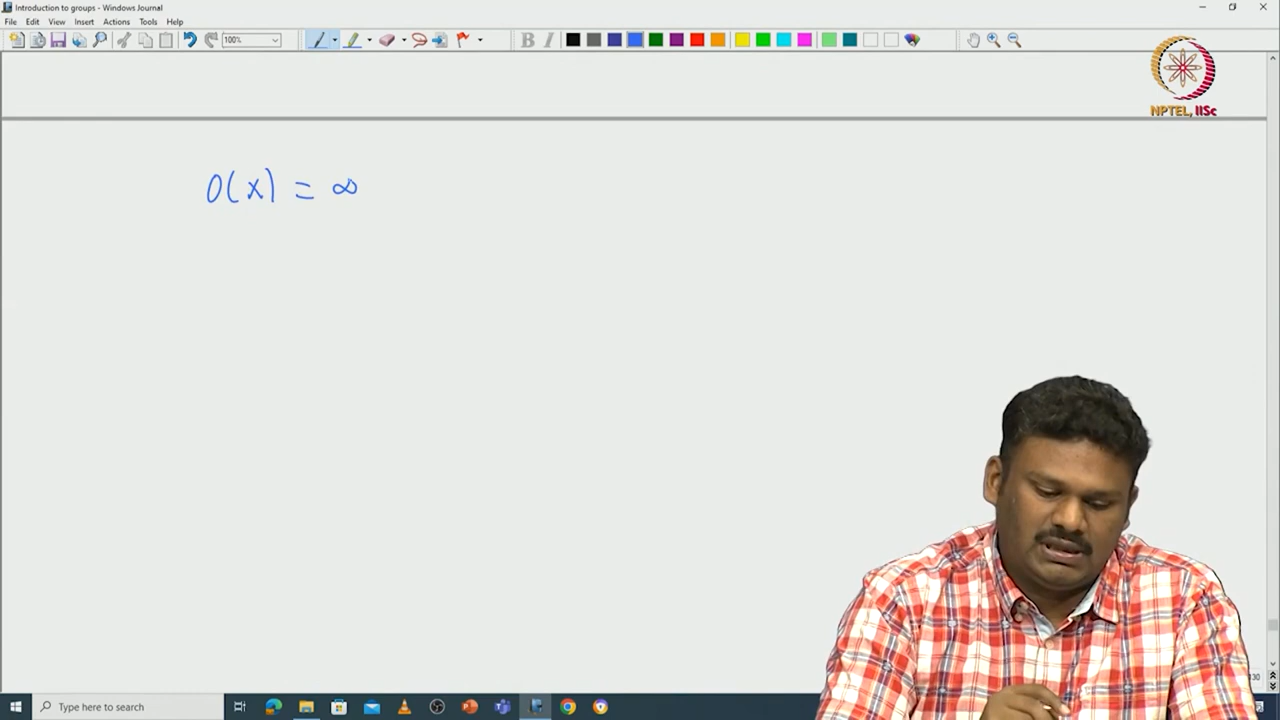 Introduction to groups - Windows Journal
File Edit View Insert Actions Tools Help
100%
NPTEL, IISc
O(x) = ∞
130
Type here to search